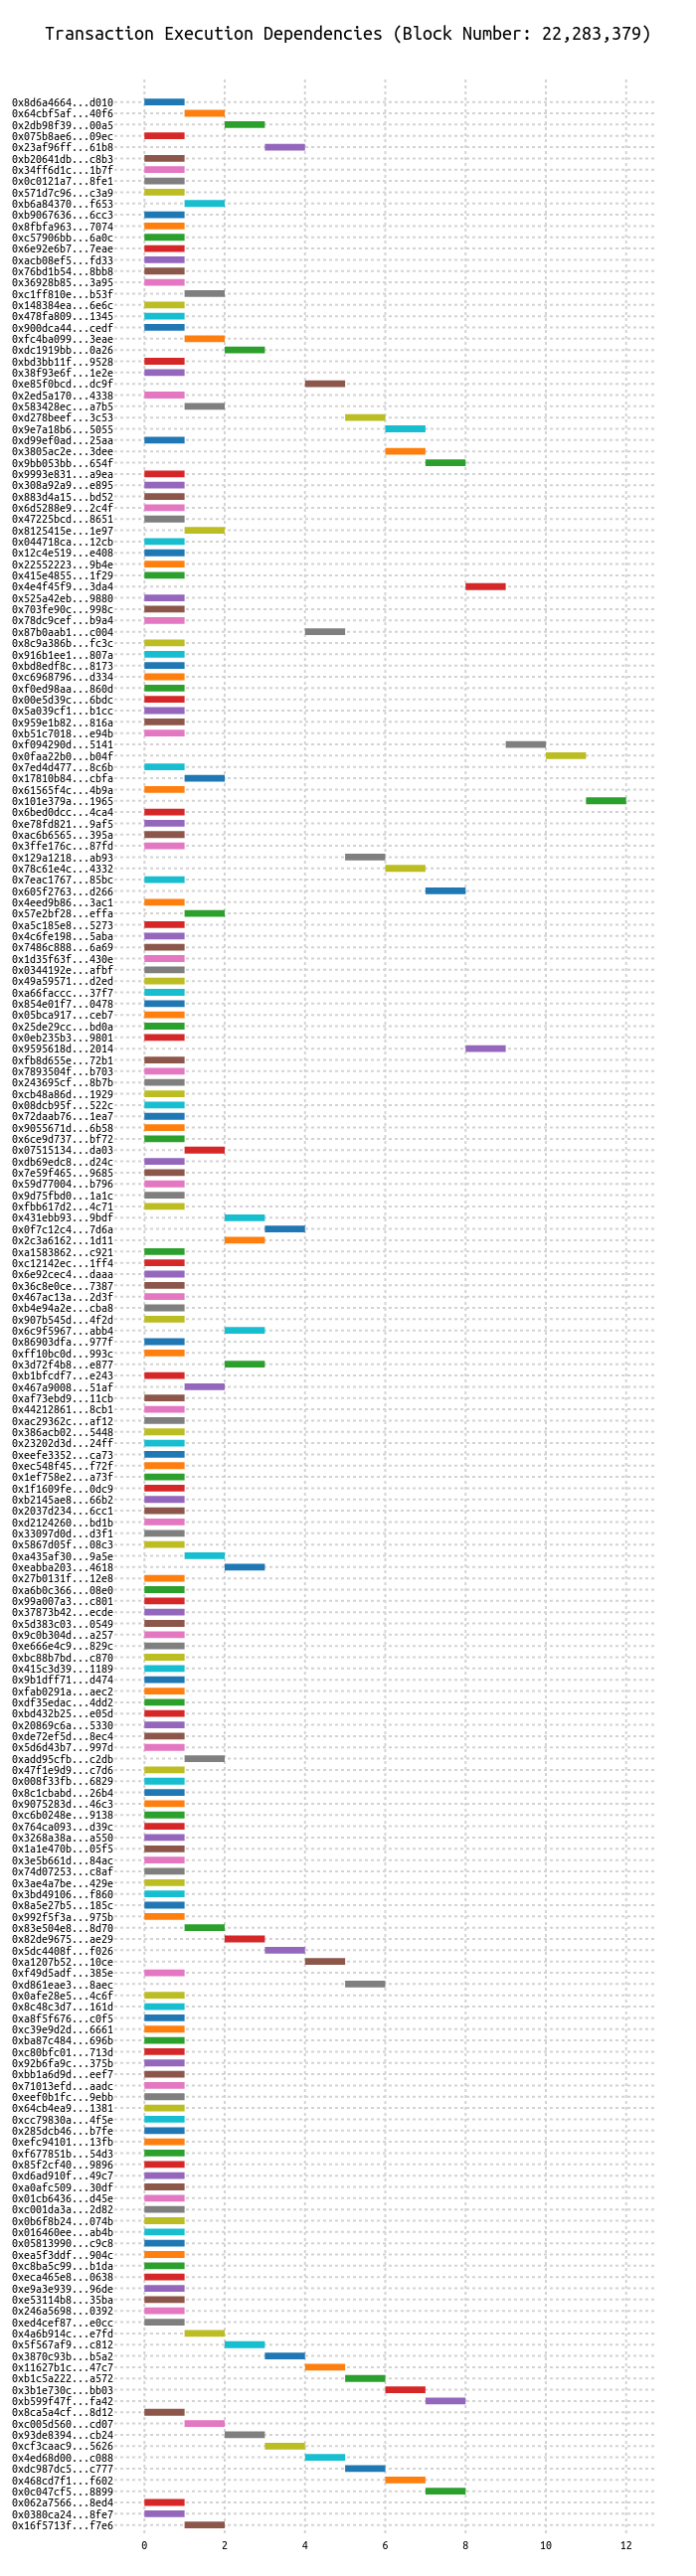 Transaction Execution Dependencies (Block Number: 22,283,379)
0x8d6a4664...d010
0x64cbf5af...40f6
0x2db98f39...00a5
0x075b8ae6...09ec
0x23af96ff...61b8
0xb20641db...c8b3
0x34ff6d1c...1b7f
0x0c0121a7...8fe1
0x571d7c96...c3a9
0xb6a84370...f653
0xb9067636...6cc3
0x8fbfa963...7074
0xc57906bb...6a0c
0x6e92e6b7...7eae
0xacb08ef5...fd33
0x76bd1b54...8bb8
0x36928b85...3a95
0xc1ff810e...b53f
0x148384ea...6e6c
0x478fa809...1345
0x900dca44...cedf
0xfc4ba099...3eae
0xdc1919bb...0a26
0xbd3bb11f...9528
0x38f93e6f...1e2e
0xe85f0bcd...dc9f
0x2ed5a170...4338
0x583428ec...a7b5
0xd278beef...3c53
0x9e7a18b6...5055
0xd99ef0ad...25aa
0x3805ac2e...3dee
0x9bb053bb...654f
0x9993e831...a9ea
0x308a92a9...e895
0x883d4a15...bd52
0x6d5288e9...2c4f
0x47225bcd...8651
0x8125415e...1e97
0x044718ca...12cb
0x12c4e519...e408
0x22552223...9b4e
0x415e4855...1f29
0x4e4f45f9...3da4
0x525a42eb...9880
0x703fe90c...998c
0x78dc9cef...b9a4
0x87b0aab1...c004
0x8c9a386b...fc3c
0x916b1ee1...807a
0xbd8edf8c...8173
0xc6968796...d334
0xf0ed98aa...860d
0x00e5d39c...6bdc
0x5a039cf1...b1cc
0x959e1b82...816a
0xb51c7018...e94b
0xf094290d...5141
0x0faa22b0...b04f
0x7ed4d477...8c6b
0x17810b84...cbfa
0x61565f4c...4b9a
0x101e379a...1965
0x6bed0dcc...4ca4
0xe78fd821...9af5
0xac6b6565...395a
0x3ffe176c...87fd
0x129a1218...ab93
0x78c61e4c...4332
0x7eac1767...85bc
0x605f2763...d266
0x4eed9b86...3ac1
0x57e2bf28...effa
0xa5c185e8...5273
0x4c6fe198...5aba
0x7486c888...6a69
0x1d35f63f...430e
0x0344192e...afbf
0x49a59571...d2ed
0xa66faccc...37f7
0x854e01f7...0478
0x05bca917...ceb7
0x25de29cc...bd0a
0x0eb235b3...9801
0x9595618d...2014
0xfb8d655e...72b1
0x7893504f...b703
0x243695cf...8b7b
0xcb48a86d...1929
0x08dcb95f...522c
0x72daab76...1ea7
0x9055671d...6b58
0x6ce9d737...bf72
0x07515134...da03
0xdb69edc8...d24c
0x7e59f465...9685
0x59d77004...b796
0x9d75fbd0...1a1c
0xfbb617d2...4c71
0x431ebb93...9bdf
0x0f7c12c4...7d6a
0x2c3a6162...1d11
0xa1583862...c921
0xc12142ec...1ff4
0x6e92cec4...daaa
0x36c8e0ce...7387
0x467ac13a...2d3f
0xb4e94a2e...cba8
0x907b545d...4f2d
0x6c9f5967...abb4
0x86903dfa...977f
0xff10bc0d...993c
0x3d72f4b8...e877
0xb1bfcdf7...e243
0x467a9008...51af
0xaf73ebd9...11cb
0x44212861...8cb1
0xac29362c...af12
0x386acb02...5448
0x23202d3d...24ff
0xeefe3352...ca73
0xec548f45...f72f
0x1ef758e2...a73f
0x1f1609fe...0dc9
0xb2145ae8...66b2
0x2037d234...6cc1
0xd2124260...bd1b
0x33097d0d...d3f1
0x5867d05f...08c3
0xa435af30...9a5e
0xeabba203...4618
0x27b0131f...12e8
0xa6b0c366...08e0
0x99a007a3...c801
0x37873b42...ecde
0x5d383c03...0549
0x9c0b304d...a257
0xe666e4c9...829c
0xbc88b7bd...c870
0x415c3d39...1189
0x9b1dff71...d474
0xfab0291a...aec2
0xdf35edac...4dd2
0xbd432b25...e05d
0x20869c6a...5330
0xde72ef5d...8ec4
0x5d6d43b7...997d
0xadd95cfb...c2db
0x47f1e9d9...c7d6
0x008f33fb...6829
0x8c1cbabd...26b4
0x9075283d...46c3
0xc6b0248e...9138
0x764ca093...d39c
0x3268a38a...a550
0x1a1e470b...05f5
0x3e5b661d...84ac
0x74d07253...c8af
0x3ae4a7be...429e
0x3bd49106...f860
0x8a5e27b5...185c
0x992f5f3a...975b
0x83e504e8...8d70
0x82de9675...ae29
0x5dc4408f...f026
0xa1207b52...10ce
0xf49d5adf...385e
0xd861eae3...8aec
0x0afe28e5...4c6f
0x8c48c3d7...161d
0xa8f5f676...c0f5
0xc39e9d2d...6661
0xba87c484...696b
0xc80bfc01...713d
0x92b6fa9c...375b
0xbb1a6d9d...eef7
0x71013efd...aadc
0xeef0b1fc...9ebb
0x64cb4ea9...1381
0xcc79830a...4f5e
0x285dcb46...b7fe
0xefc94101...13fb
0xf677851b...54d3
0x85f2cf40...9896
0xd6ad910f...49c7
0xa0afc509...30df
0x01cb6436...d45e
0xc001da3a...2d82
0x0b6f8b24...074b
0x016460ee...ab4b
0x05813990...c9c8
0xea5f3ddf...904c
0xc8ba5c99...b1da
0xeca465e8...0638
0xe9a3e939...96de
0xe53114b8...35ba
0x246a5698...0392
0xed4cef87...e0cc
0x4a6b914c...e7fd
0x5f567af9...c812
0x3870c93b...b5a2
0x11627b1c...47c7
0xb1c5a222...a572
0x3b1e730c...bb03
0xb599f47f...fa42
0x8ca5a4cf...8d12
0xc005d560...cd07
0x93de8394...cb24
0xcf3caac9...5626
0x4ed68d00...c088
0xdc987dc5...c777
0x468cd7f1...f602
0x0c047cf5...8899
0x062a7566...8ed4
0x0380ca24...8fe7
0x16f5713f...f7e6
0 2 4 6 8 10 12